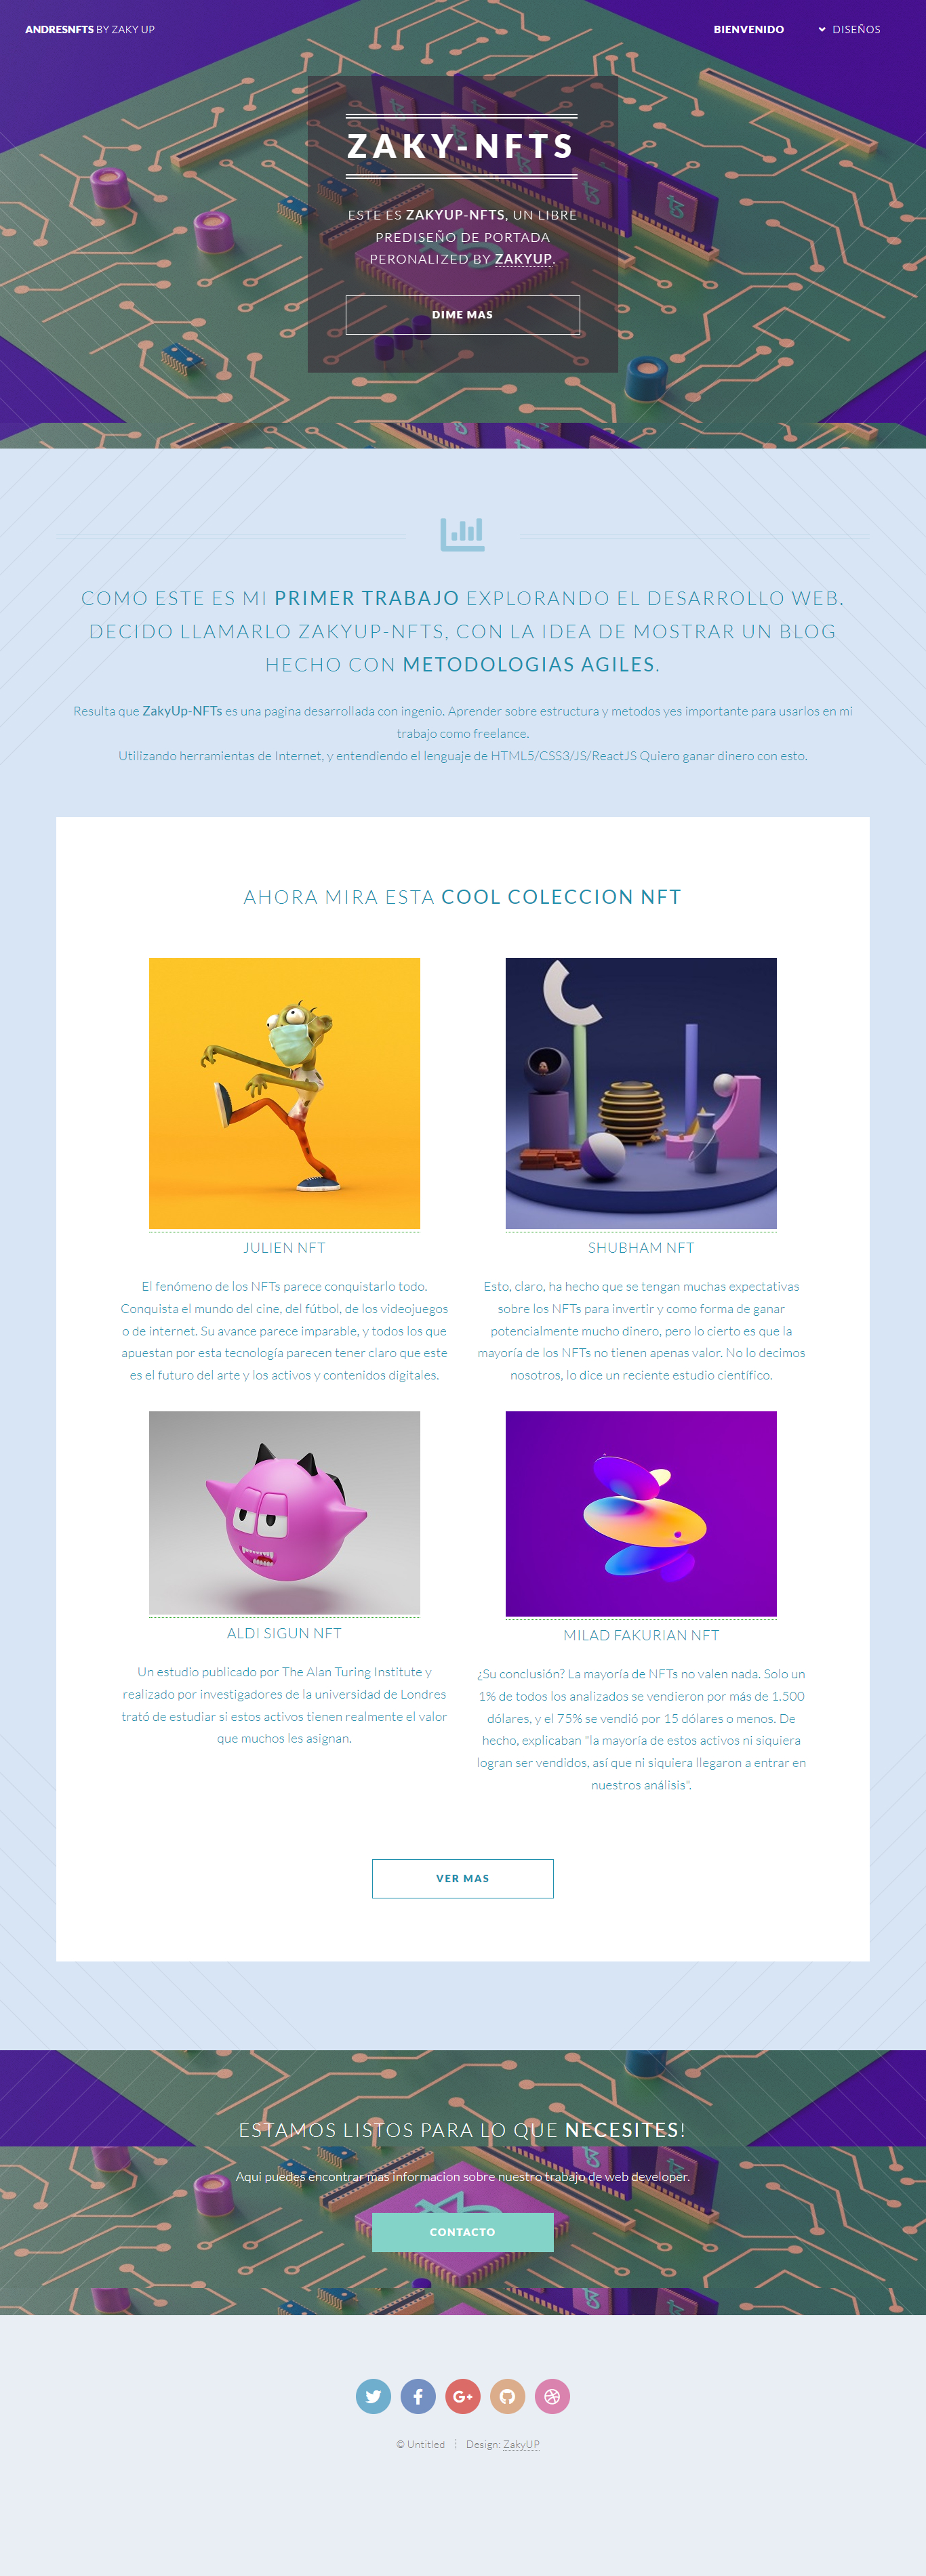 ANDRESNFTS BY ZAKY UP
BIENVENIDO
DISEÑOS
ZAKY-NFTS
ESTE ES ZAKYUP-NFTS, UN LIBRE
PREDISEÑO DE PORTADA
PERONALIZED BY ZAKYUP.
DIME MAS
COMO ESTE ES MI PRIMER TRABAJO EXPLORANDO EL DESARROLLO WEB.
DECIDO LLAMARLO ZAKYUP-NFTS, CON LA IDEA DE MOSTRAR UN BLOG
HECHO CON METODOLOGIAS AGILES.
Resulta que ZakyUp-NFTs es una pagina desarrollada con ingenio. Aprender sobre estructura y metodos yes importante para usarlos en mi
trabajo como freelance.
Utilizando herramientas de Internet, y entendiendo el lenguaje de HTML5/CSS3/JS/ReactJS Quiero ganar dinero con esto.
AHORA MIRA ESTA COOL COLECCION NFT
JULIEN NFT
El fenómeno de los NFTs parece conquistarlo todo.
Conquista el mundo del cine, del fútbol, de los videojuegos
o de internet. Su avance parece imparable, y todos los que
apuestan por esta tecnología parecen tener claro que este
es el futuro del arte y los activos y contenidos digitales.
SHUBHAM NFT
Esto, claro, ha hecho que se tengan muchas expectativas
sobre los NFTs para invertir y como forma de ganar
potencialmente mucho dinero, pero lo cierto es que la
mayoría de los NFTs no tienen apenas valor. No lo decimos
nosotros, lo dice un reciente estudio científico.
ALDI SIGUN NFT
Un estudio publicado por The Alan Turing Institute y
realizado por investigadores de la universidad de Londres
trató de estudiar si estos activos tienen realmente el valor
que muchos les asignan.
MILAD FAKURIAN NFT
¿Su conclusión? La mayoría de NFTs no valen nada. Solo un
1% de todos los analizados se vendieron por más de 1.500
dólares, y el 75% se vendió por 15 dólares o menos. De
hecho, explicaban "la mayoría de estos activos ni siquiera
logran ser vendidos, así que ni siquiera llegaron a entrar en
nuestros análisis".
VER MAS
ESTAMOS LISTOS PARA LO QUE NECESITES!
Aqui puedes encontrar mas informacion sobre nuestro trabajo de web developer.
CONTACTO
© Untitled
Design: ZakyUP